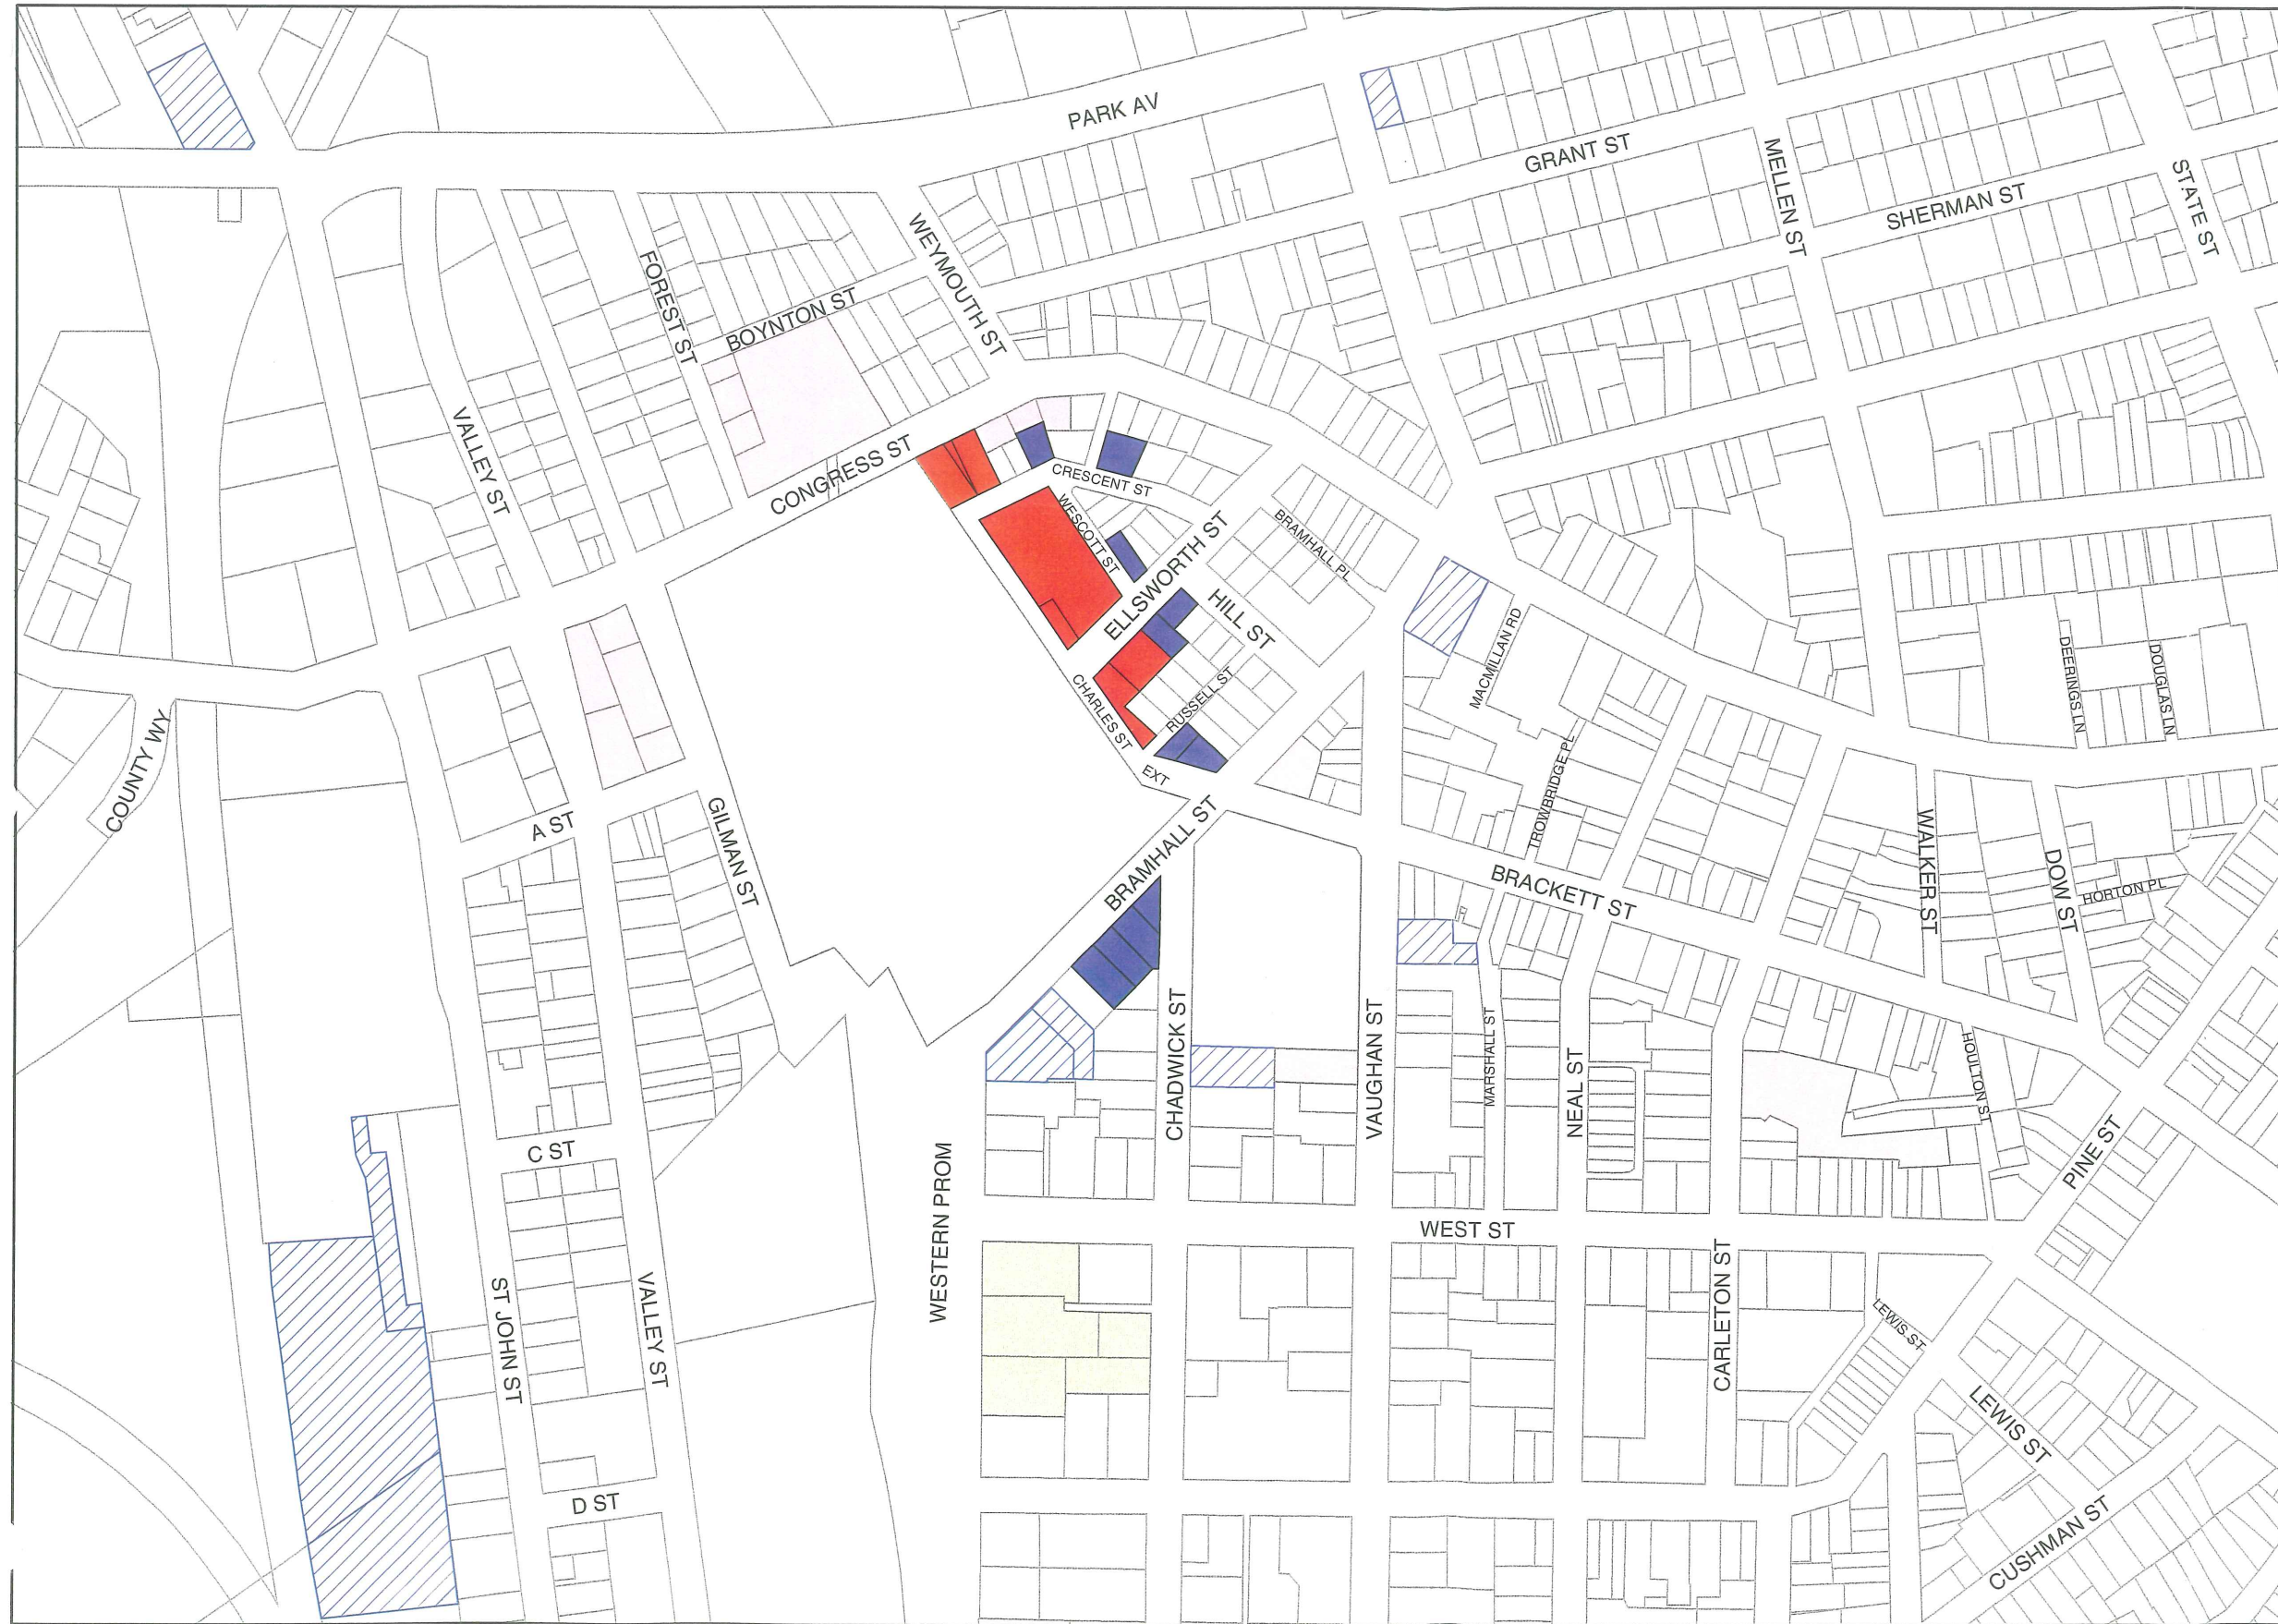 PARK AV
GRANT ST
MELLEN ST
SHERMAN ST
STATE ST
WEYMOUTH ST
FOREST ST
BOYNTON ST
VALLEY ST
CONGRESS ST
CRESCENT ST
WESCOTT ST
ELLSWORTH ST
BRAMHALL PL
HILL ST
MACMILLAN RD
DEERINGS LN
DOUGLAS LN
CHARLES ST
RUSSELL ST
EXT
COUNTY WY
TROWBRIDGE PL
A ST
GILMAN ST
BRAMHALL ST
BRACKETT ST
WALKER ST
DOW ST
HORTON PL
CHADWICK ST
VAUGHAN ST
MARSHALL ST
NEAL ST
HOULTON ST
C ST
PINE ST
WESTERN PROM
WEST ST
ST JOHN ST
VALLEY ST
CARLETON ST
LEWIS ST
LEWIS ST
D ST
CUSHMAN ST